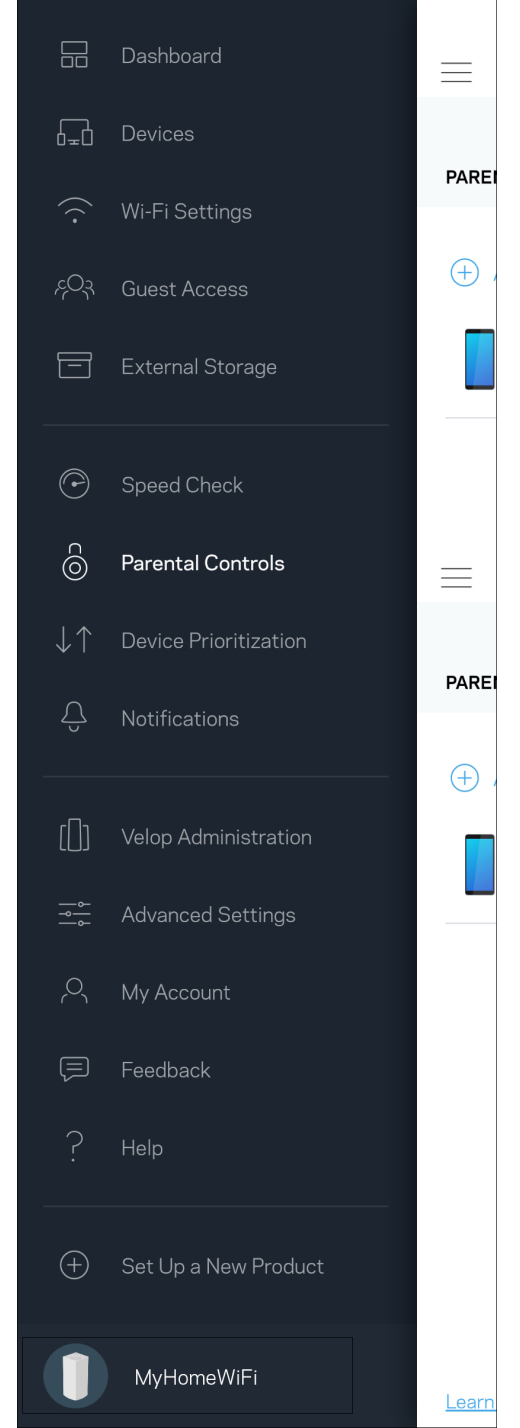 Dashboard
Devices
Wi-Fi Settings
Guest Access
External Storage
Speed Check
Parental Controls
Device Prioritization
Notifications
Velop Administration
Advanced Settings
My Account
Feedback
Help
Set Up a New Product
MyHomeWiFi
Learn